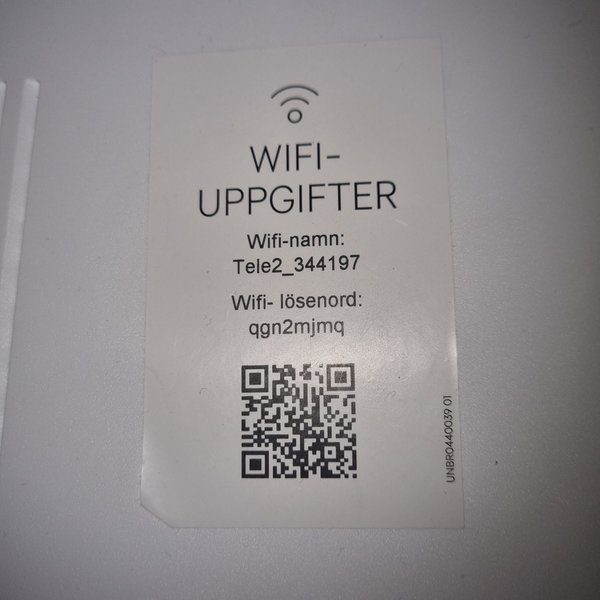 WIFI-
UPPGIFTER
Wifi-namn:
Tele2_344197
Wifi- lösenord:
qgn2mjmq
UNBR0440039 01